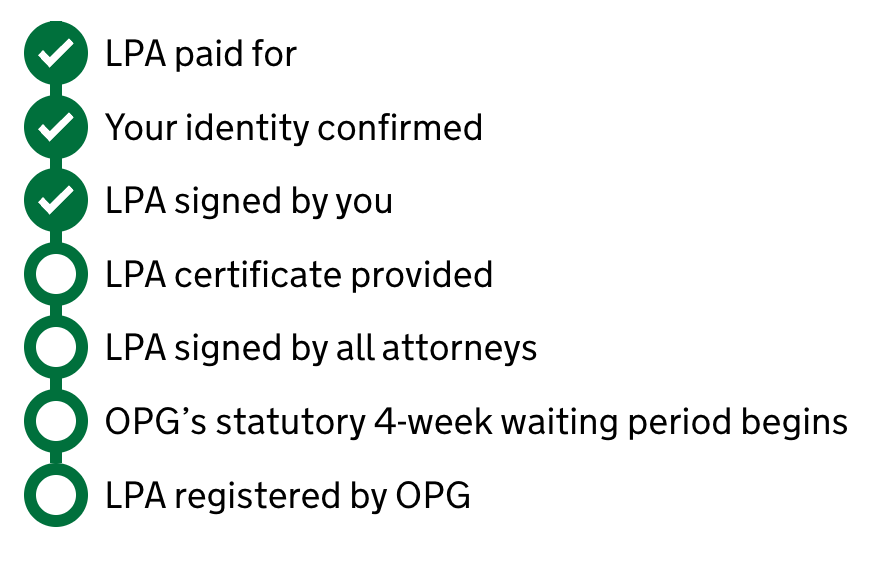 LPA paid for
Your identity confirmed
LPA signed by you
LPA certificate provided
LPA signed by all attorneys
OPG’s statutory 4-week waiting period begins
LPA registered by OPG